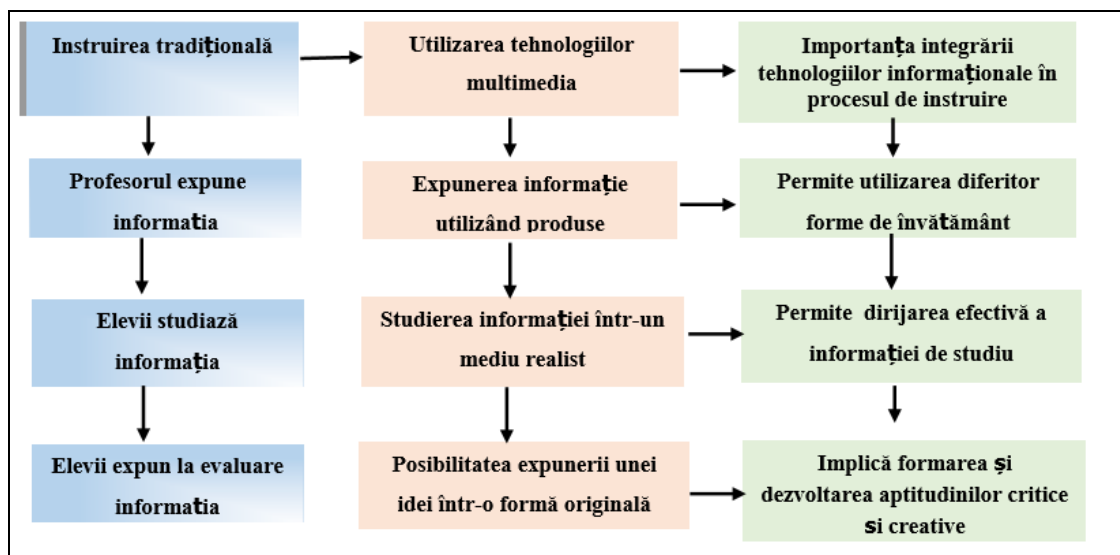 Instruirea tradițională
Profesorul expune
informația
Elevii studiază
informația
Elevii expun la evaluare
informația
Utilizarea tehnologiilor
multimedia
Expunerea informație
utilizând produse
Studierea informației într-un
mediu realist
Posibilitatea expunerii unei
idei într-o formă originală
Importanța integrării
tehnologiilor informaționale în
procesul de instruire
Permite utilizarea diferitor
forme de învățământ
Permite dirijarea efectivă a
informației de studiu
Implică formarea și
dezvoltarea aptitudinilor critice
și creative